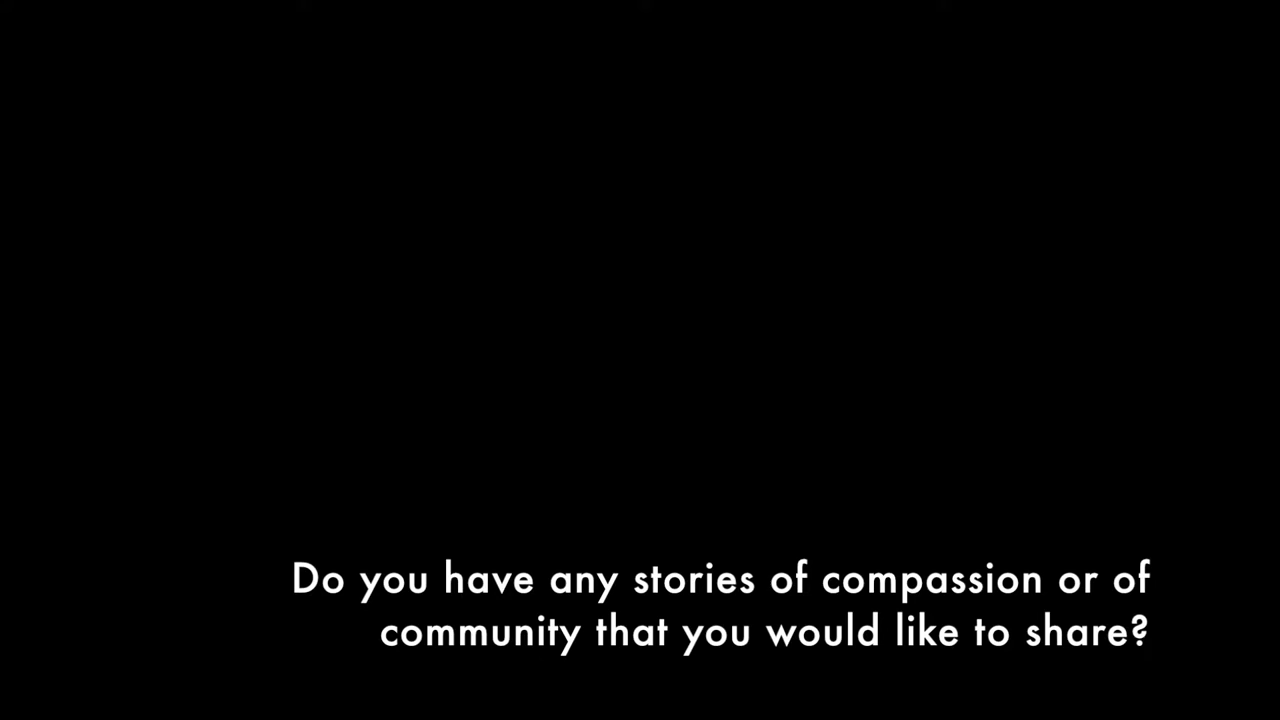 Do you have any stories of compassion or of
community that you would like to share?